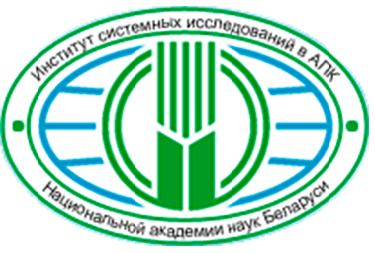 Институт системных исследований в АПК
Национальной академии наук Беларуси